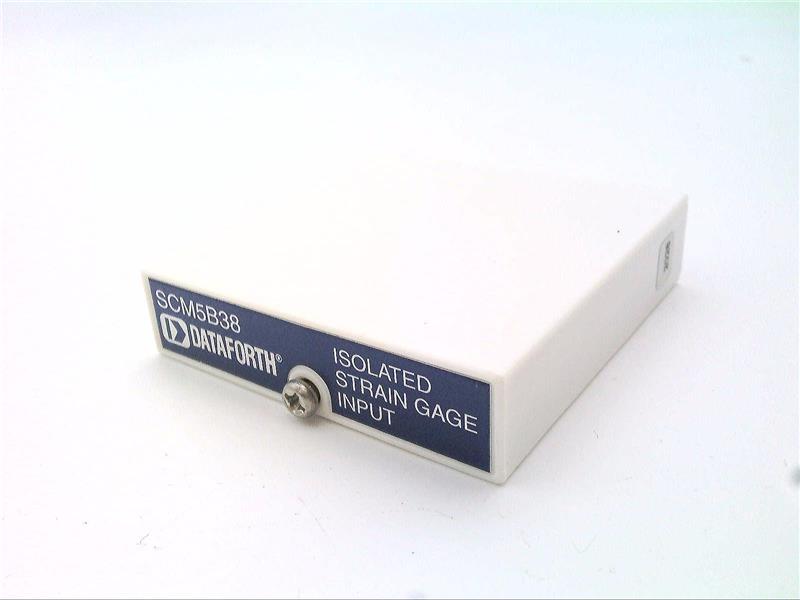 SCM5B38
DATAFORTH®
ISOLATED
STRAIN GAGE
INPUT